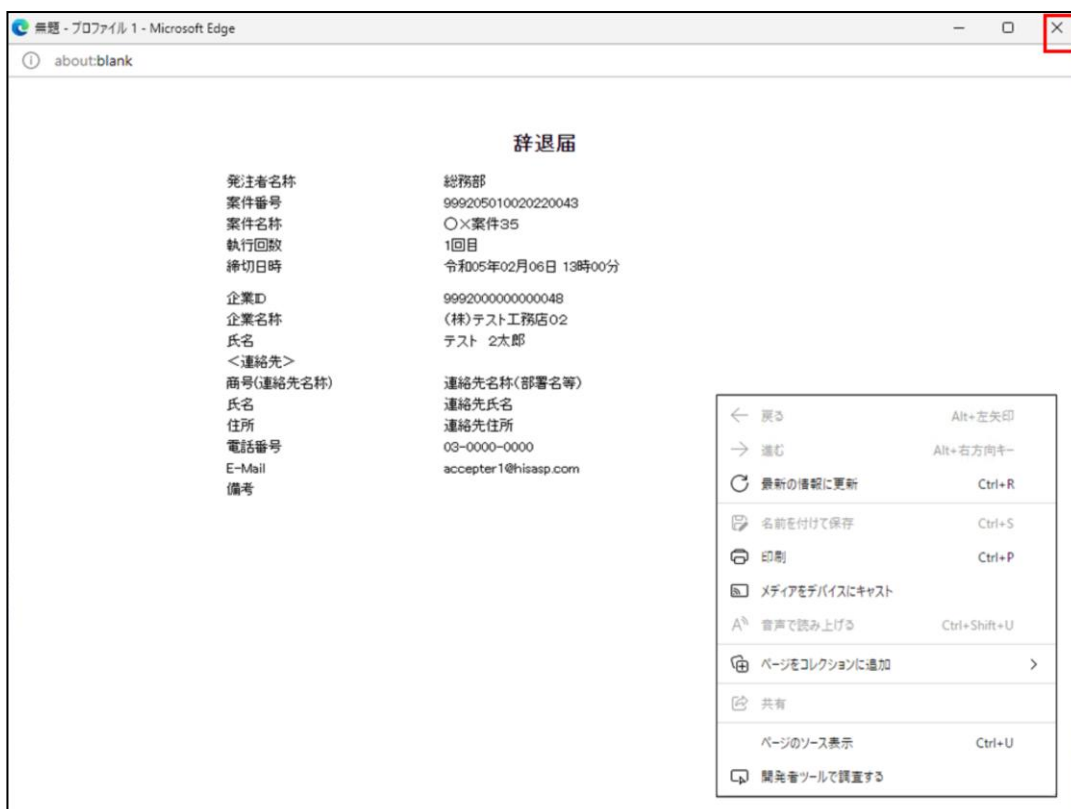 無題 - プロファイル 1 - Microsoft Edge
about:blank
辞退届
発注者名称 総務部
案件番号 999205010020220043
案件名称 〇×案件35
執行回数 1回目
締切日時 令和05年02月06日 13時00分
企業ID 9992000000000048
企業名称 (株)テスト工務店02
氏名 テスト 2太郎
<連絡先>
商号(連絡先名称) 連絡先名称(部署名等)
氏名 連絡先氏名
住所 連絡先住所
電話番号 03-0000-0000
E-Mail accepter1@hisasp.com
備考
戻る Alt+左矢印
進む Alt+右方向キー
最新の情報に更新 Ctrl+R
名前を付けて保存 Ctrl+S
印刷 Ctrl+P
メディアをデバイスにキャスト
音声で読み上げる Ctrl+Shift+U
ページをコレクションに追加
共有
ページのソース表示 Ctrl+U
開発者ツールで調査する